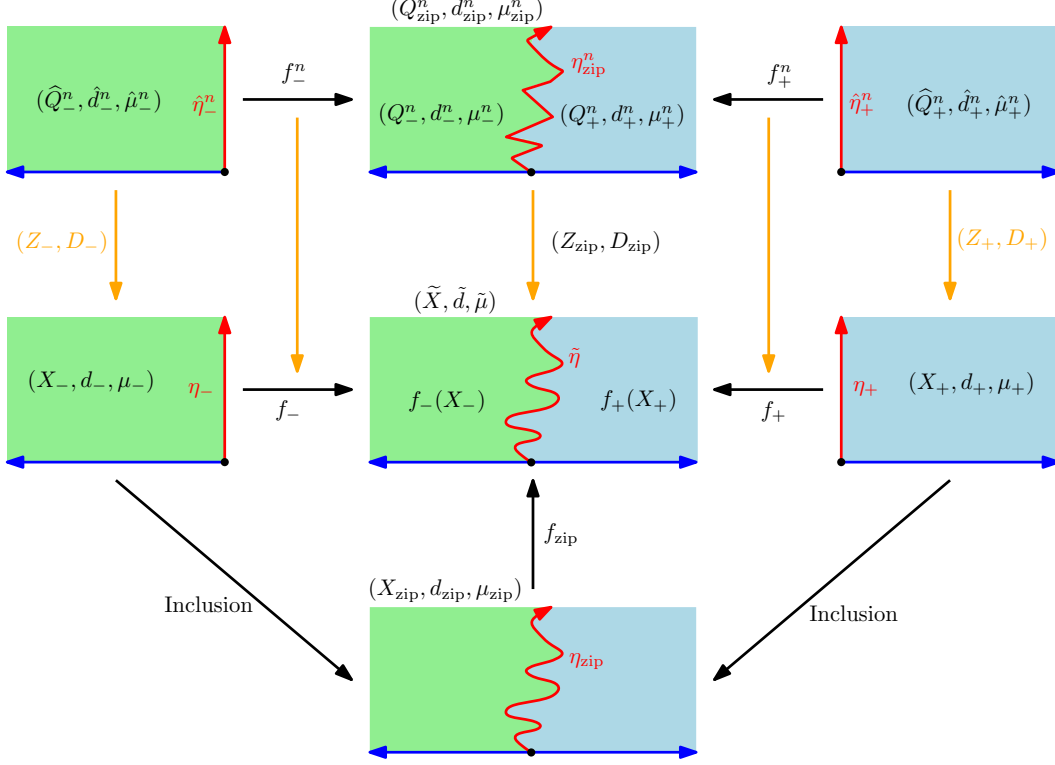 $(Q^n_{\mathrm{zip}}, d^n_{\mathrm{zip}}, \mu^n_{\mathrm{zip}})$
$(\widehat{Q}^n_-, \hat{d}^n_-, \hat{\mu}^n_-)$
$\hat{\eta}^n_-$
$f^n_-$
$(Q^n_-, d^n_-, \mu^n_-)$
$\eta^n_{\mathrm{zip}}$
$(Q^n_+, d^n_+, \mu^n_+)$
$f^n_+$
$\hat{\eta}^n_+$
$(\widehat{Q}^n_+, \hat{d}^n_+, \hat{\mu}^n_+)$
$(Z_-, D_-)$
$(Z_{\mathrm{zip}}, D_{\mathrm{zip}})$
$(Z_+, D_+)$
$(\widetilde{X}, \tilde{d}, \tilde{\mu})$
$(X_-, d_-, \mu_-)$
$\eta_-$
$f_-$
$f_-(X_-)$
$\tilde{\eta}$
$f_+(X_+)$
$f_+$
$\eta_+$
$(X_+, d_+, \mu_+)$
$f_{\mathrm{zip}}$
Inclusion
$(X_{\mathrm{zip}}, d_{\mathrm{zip}}, \mu_{\mathrm{zip}})$
Inclusion
$\eta_{\mathrm{zip}}$